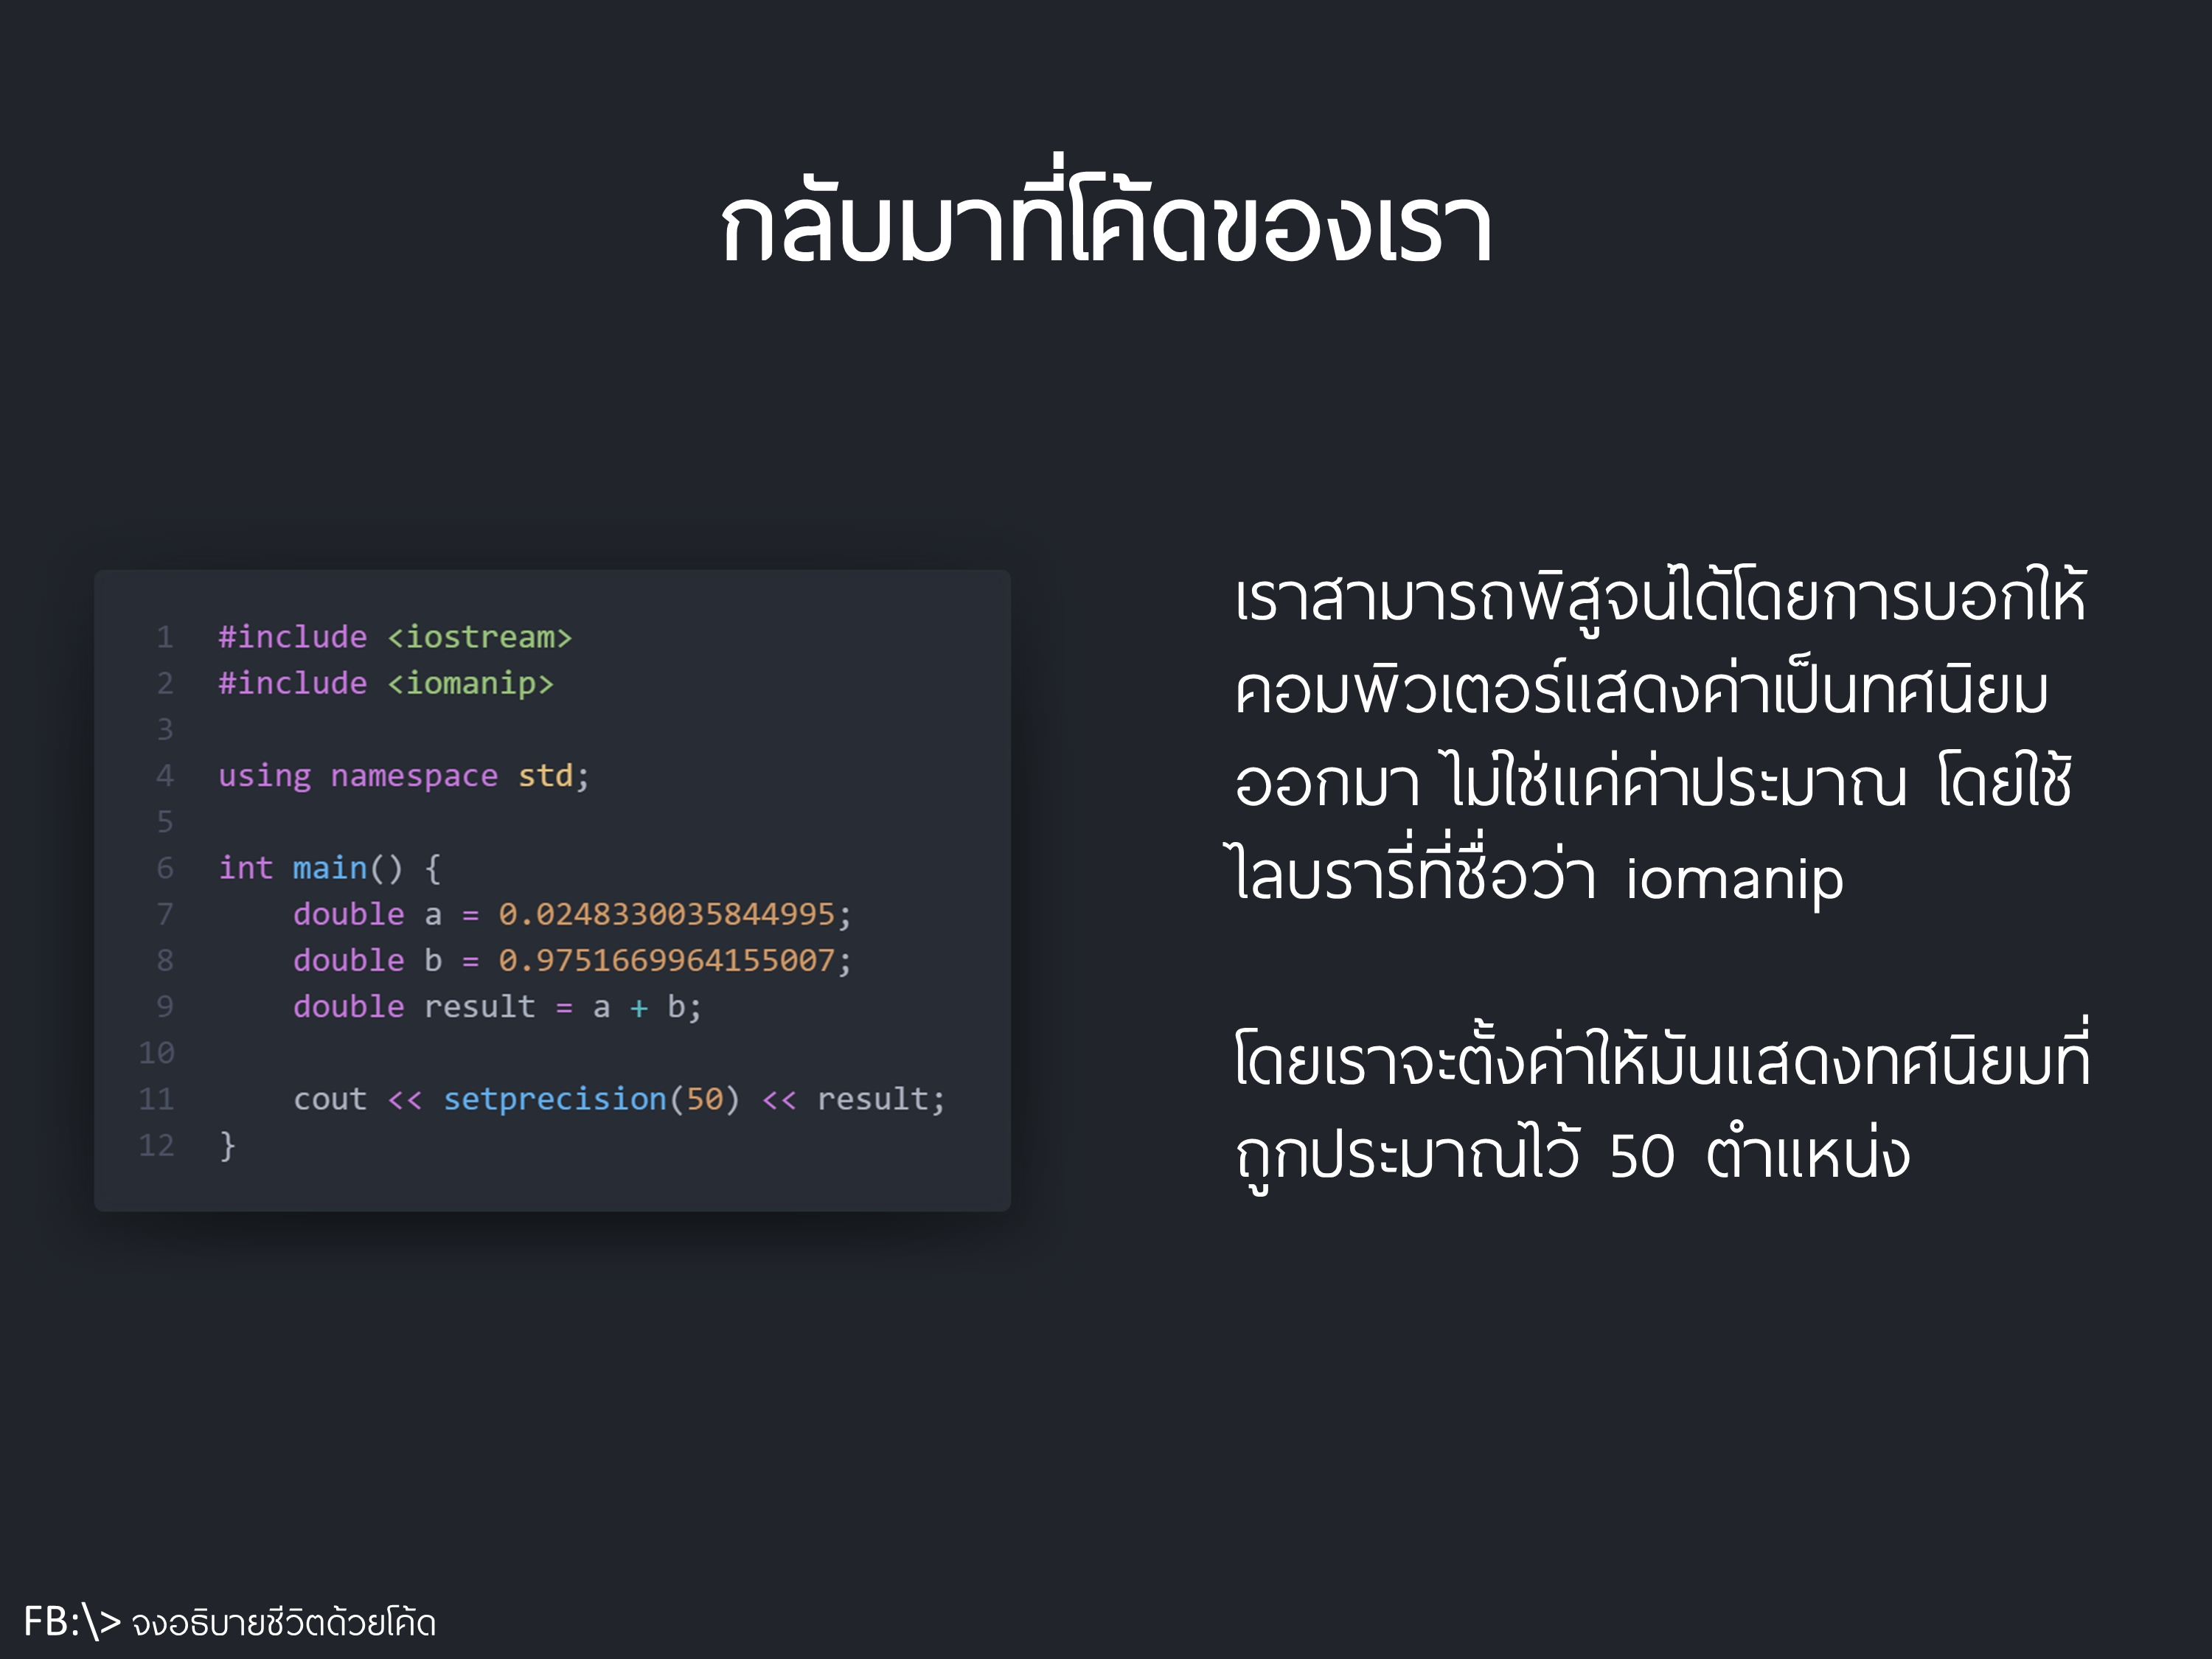 กลับมาที่โค้ดของเรา
1 #include <iostream>
2 #include <iomanip>
3
4 using namespace std;
5
6 int main() {
7     double a = 0.0248330035844995;
8     double b = 0.9751669964155007;
9     double result = a + b;
10
11     cout << setprecision(50) << result;
12 }
เราสามารถพิสูจน์ได้โดยการบอกให้
คอมพิวเตอร์แสดงค่าเป็นทศนิยม
ออกมา ไม่ใช่แค่ค่าประมาณ โดยใช้
ไลบรารี่ที่ชื่อว่า iomanip
โดยเราจะตั้งค่าให้มันแสดงทศนิยมที่
ถูกประมาณไว้ 50 ตำแหน่ง
FB:\> จงอธิบายชีวิตด้วยโค้ด